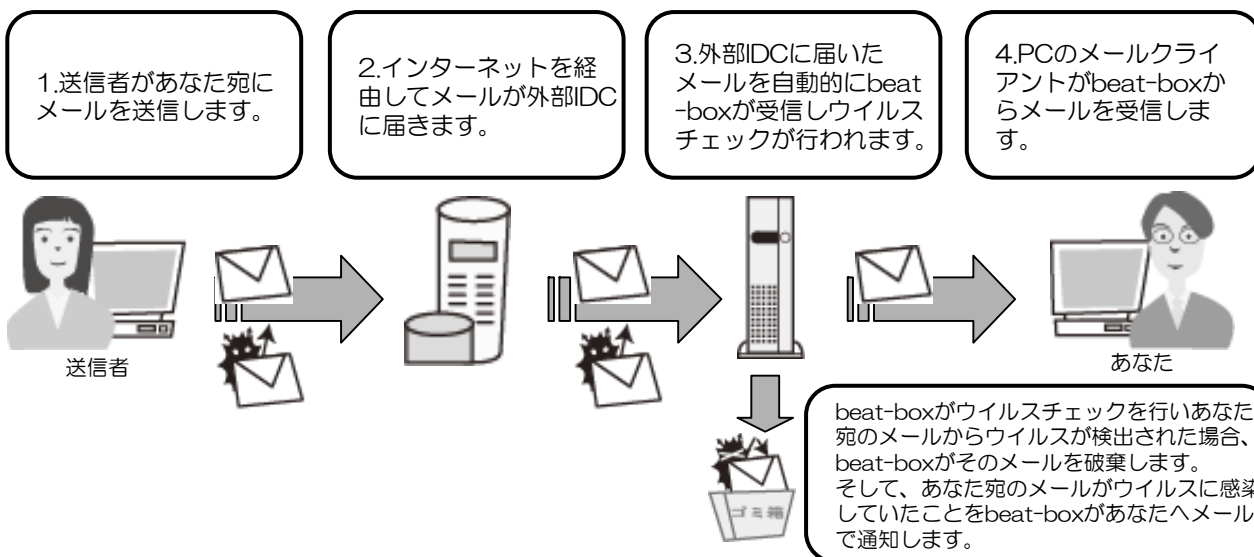 1.送信者があなた宛に
メールを送信します。
2.インターネットを経
由してメールが外部IDC
に届きます。
3.外部IDCに届いた
メールを自動的にbeat
-boxが受信しウイルス
チェックが行われます。
4.PCのメールクライ
アントがbeat-boxか
らメールを受信しま
す。
送信者
あなた
ゴミ箱
beat-boxがウイルスチェックを行いあなた
宛のメールからウイルスが検出された場合、
beat-boxがそのメールを破棄します。
そして、あなた宛のメールがウイルスに感染
していたことをbeat-boxがあなたへメール
で通知します。